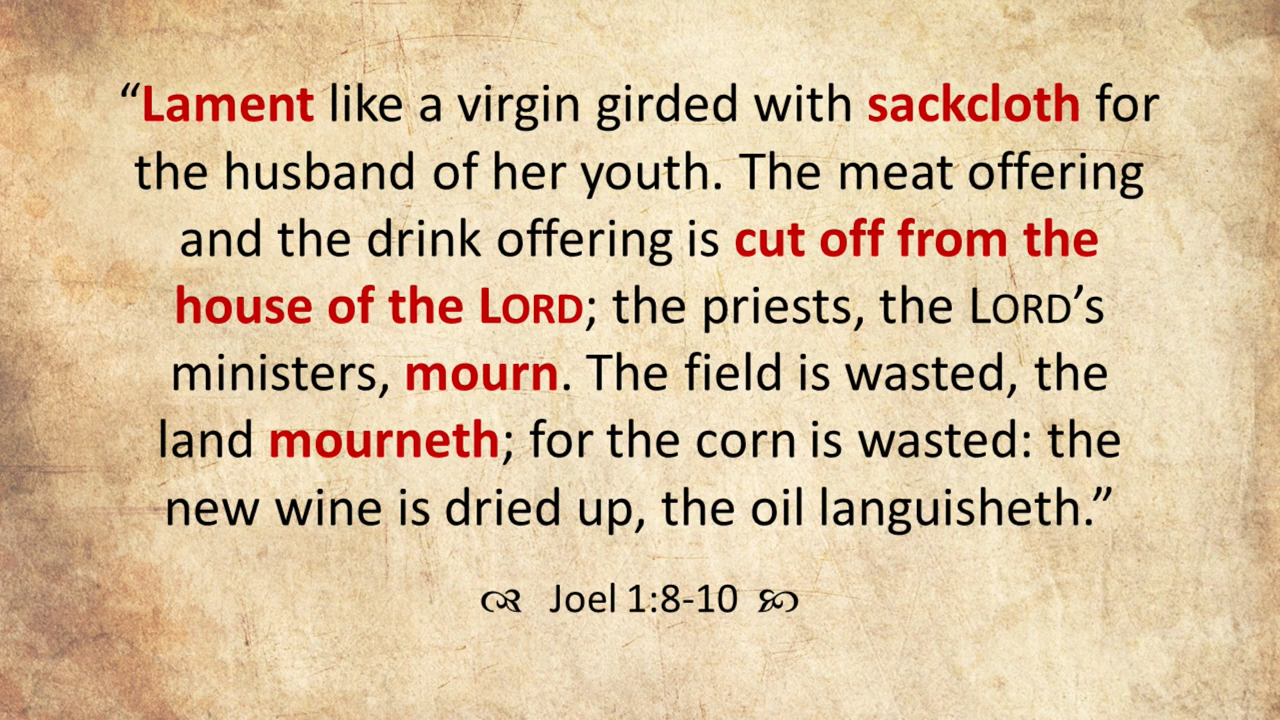 “Lament like a virgin girded with sackcloth for
the husband of her youth. The meat offering
and the drink offering is cut off from the
house of the LORD; the priests, the LORD’s
ministers, mourn. The field is wasted, the
land mourneth; for the corn is wasted: the
new wine is dried up, the oil languisheth.”
Joel 1:8-10